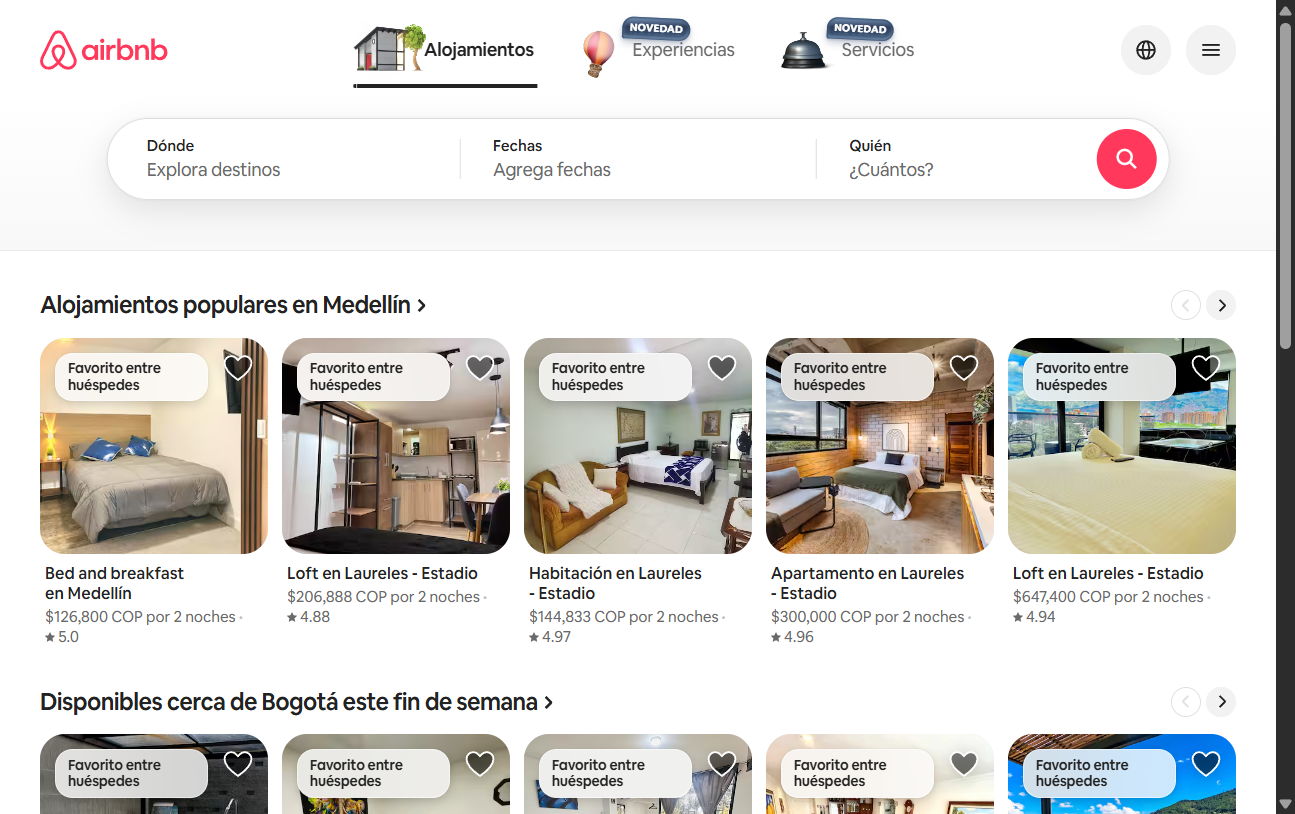 airbnb
Alojamientos
NOVEDAD
Experiencias
NOVEDAD
Servicios
Dónde
Explora destinos
Fechas
Agrega fechas
Quién
¿Cuántos?
Alojamientos populares en Medellín
Favorito entre
huéspedes
Favorito entre
huéspedes
Favorito entre
huéspedes
Favorito entre
huéspedes
Favorito entre
huéspedes
Bed and breakfast
en Medellín
$126,800 COP por 2 noches ·
★ 5.0
Loft en Laureles - Estadio
$206,888 COP por 2 noches ·
★ 4.88
Habitación en Laureles
- Estadio
$144,833 COP por 2 noches ·
★ 4.97
Apartamento en Laureles
- Estadio
$300,000 COP por 2 noches ·
★ 4.96
Loft en Laureles - Estadio
$647,400 COP por 2 noches ·
★ 4.94
Disponibles cerca de Bogotá este fin de semana
Favorito entre
huéspedes
Favorito entre
huéspedes
Favorito entre
huéspedes
Favorito entre
huéspedes
Favorito entre
huéspedes